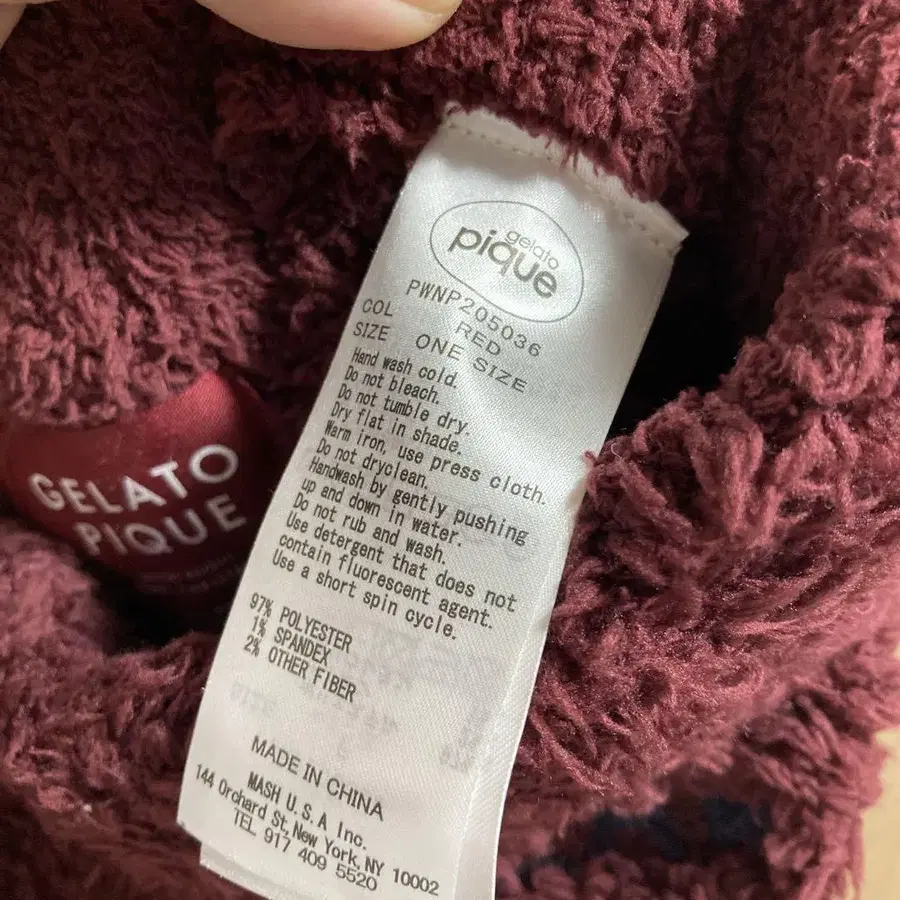 gelato
pique
PWNP205036
COL RED
SIZE ONE SIZE
Hand wash cold.
Do not bleach.
Do not tumble dry.
Dry flat in shade.
Warm iron, use press cloth.
Do not dryclean.
Handwash by gently pushing
up and down in water.
Do not rub and wash.
Use detergent that does not
contain fluorescent agent.
Use a short spin cycle.
97% POLYESTER
1% SPANDEX
2% OTHER FIBER
MADE IN CHINA
MASH U.S.A, Inc.
144 Orchard St, New York, NY 10002
TEL 917 409 5520
GELATO
PIQUE